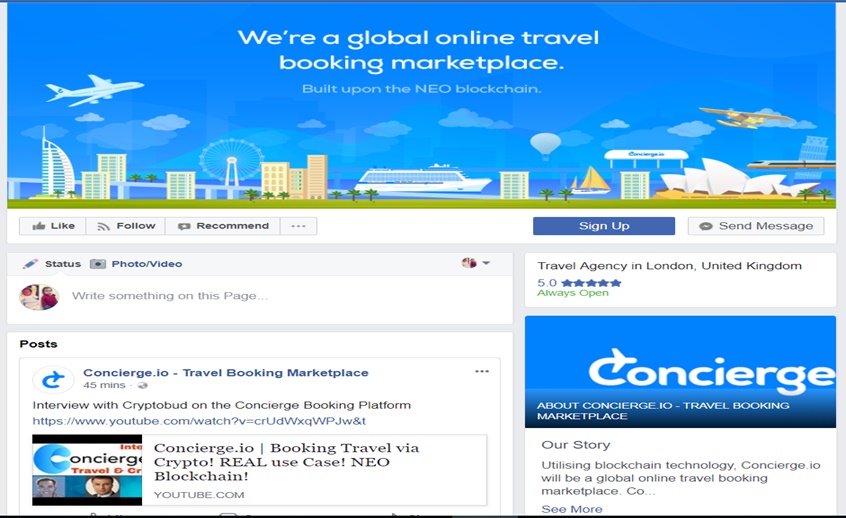 We're a global online travel
booking marketplace.
Built upon the NEO blockchain.
Concierge.io
Like Follow Recommend
Sign Up Send Message
Status Photo/Video
Write something on this Page...
Posts
Concierge.io - Travel Booking Marketplace
45 mins ·
Interview with Cryptobud on the Concierge Booking Platform
https://www.youtube.com/watch?v=crUdWxqWPJw&t
Inte
oncierge
Travel & Cr
Concierge.io | Booking Travel via
Crypto! REAL use Case! NEO
Blockchain!
YOUTUBE.COM
Travel Agency in London, United Kingdom
5.0 ★★★★★
Always Open
Concierge
ABOUT CONCIERGE.IO - TRAVEL BOOKING
MARKETPLACE
Our Story
Utilising blockchain technology, Concierge.io
will be a global online travel booking
marketplace. Co...
See More